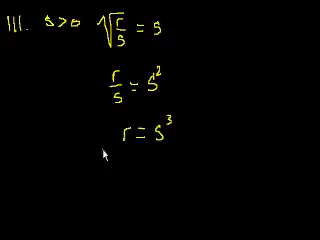 III. s>0 √(r/s) = s
r/s = s²
r = s³